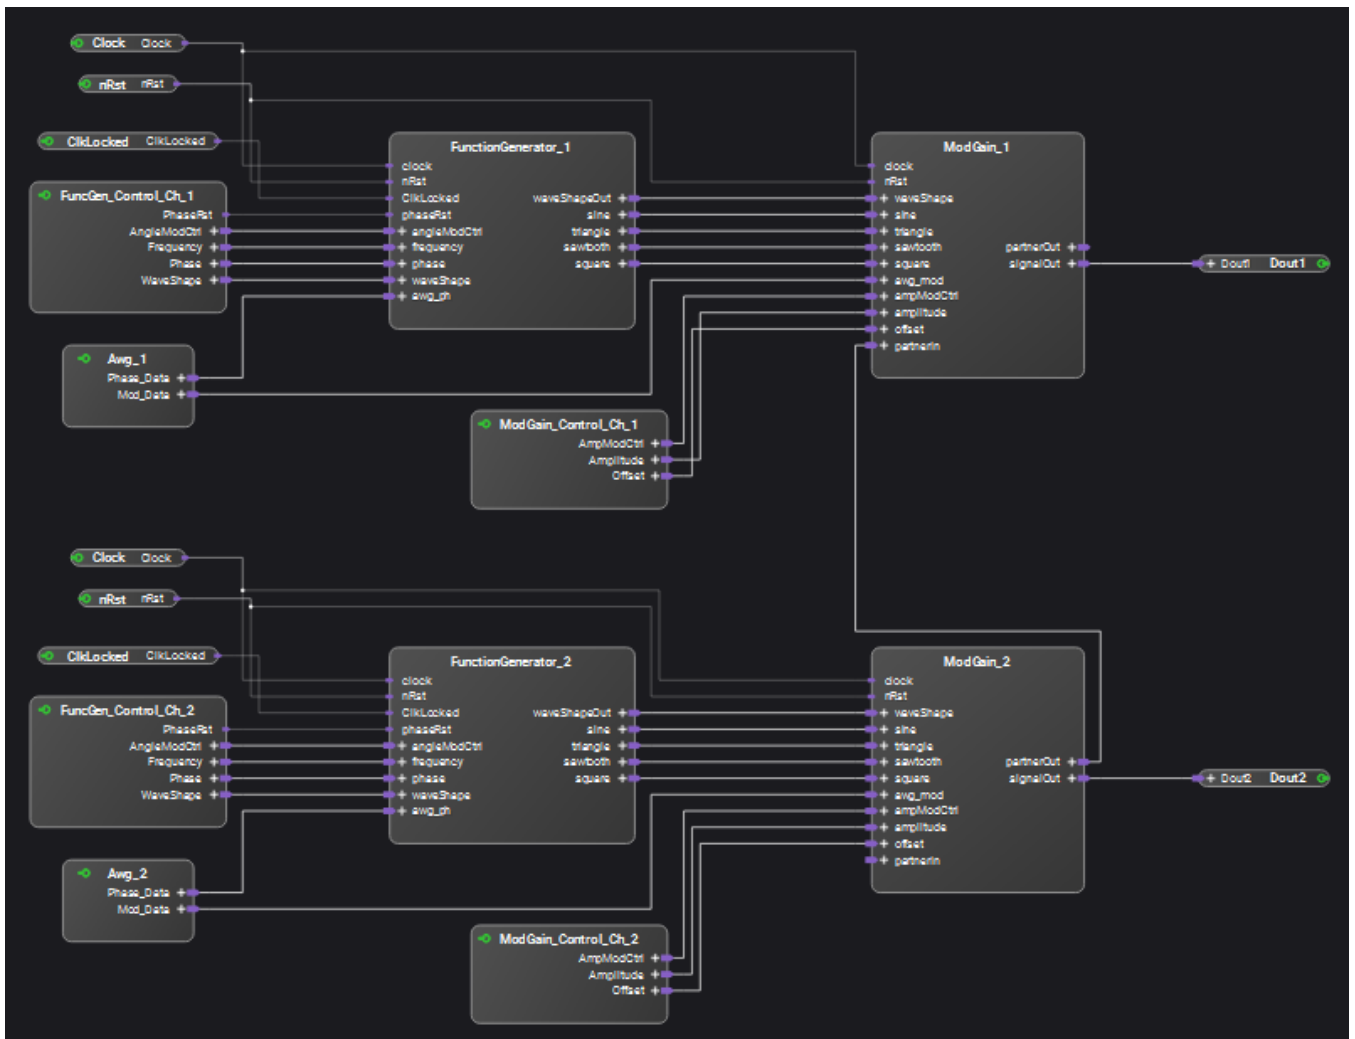 Clock Clock
nRst nRst
ClkLocked ClkLocked
FuncGen_Control_Ch_1
PhaseRst
AngleModCtrl +
Frequency +
Phase +
WaveShape +
Awg_1
Phase_Data +
Mod_Data +
FunctionGenerator_1
clock
nRst
ClkLocked
phaseRst
+ angleModCtrl
+ frequency
+ phase
+ waveShape
+ awg_ph
waveShapeOut +
sine +
triangle +
sawtooth +
square +
ModGain_Control_Ch_1
AmpModCtrl +
Amplitude +
Offset +
ModGain_1
clock
nRst
+ waveShape
+ sine
+ triangle
+ sawtooth
+ square
+ awg_mod
+ ampModCtrl
+ amplitude
+ offset
+ partnerIn
partnerOut +
signalOut +
+ Dout1 Dout1
Clock Clock
nRst nRst
ClkLocked ClkLocked
FuncGen_Control_Ch_2
PhaseRst
AngleModCtrl +
Frequency +
Phase +
WaveShape +
Awg_2
Phase_Data +
Mod_Data +
FunctionGenerator_2
clock
nRst
ClkLocked
phaseRst
+ angleModCtrl
+ frequency
+ phase
+ waveShape
+ awg_ph
waveShapeOut +
sine +
triangle +
sawtooth +
square +
ModGain_Control_Ch_2
AmpModCtrl +
Amplitude +
Offset +
ModGain_2
clock
nRst
+ waveShape
+ sine
+ triangle
+ sawtooth
+ square
+ awg_mod
+ ampModCtrl
+ amplitude
+ offset
+ partnerIn
partnerOut +
signalOut +
+ Dout2 Dout2